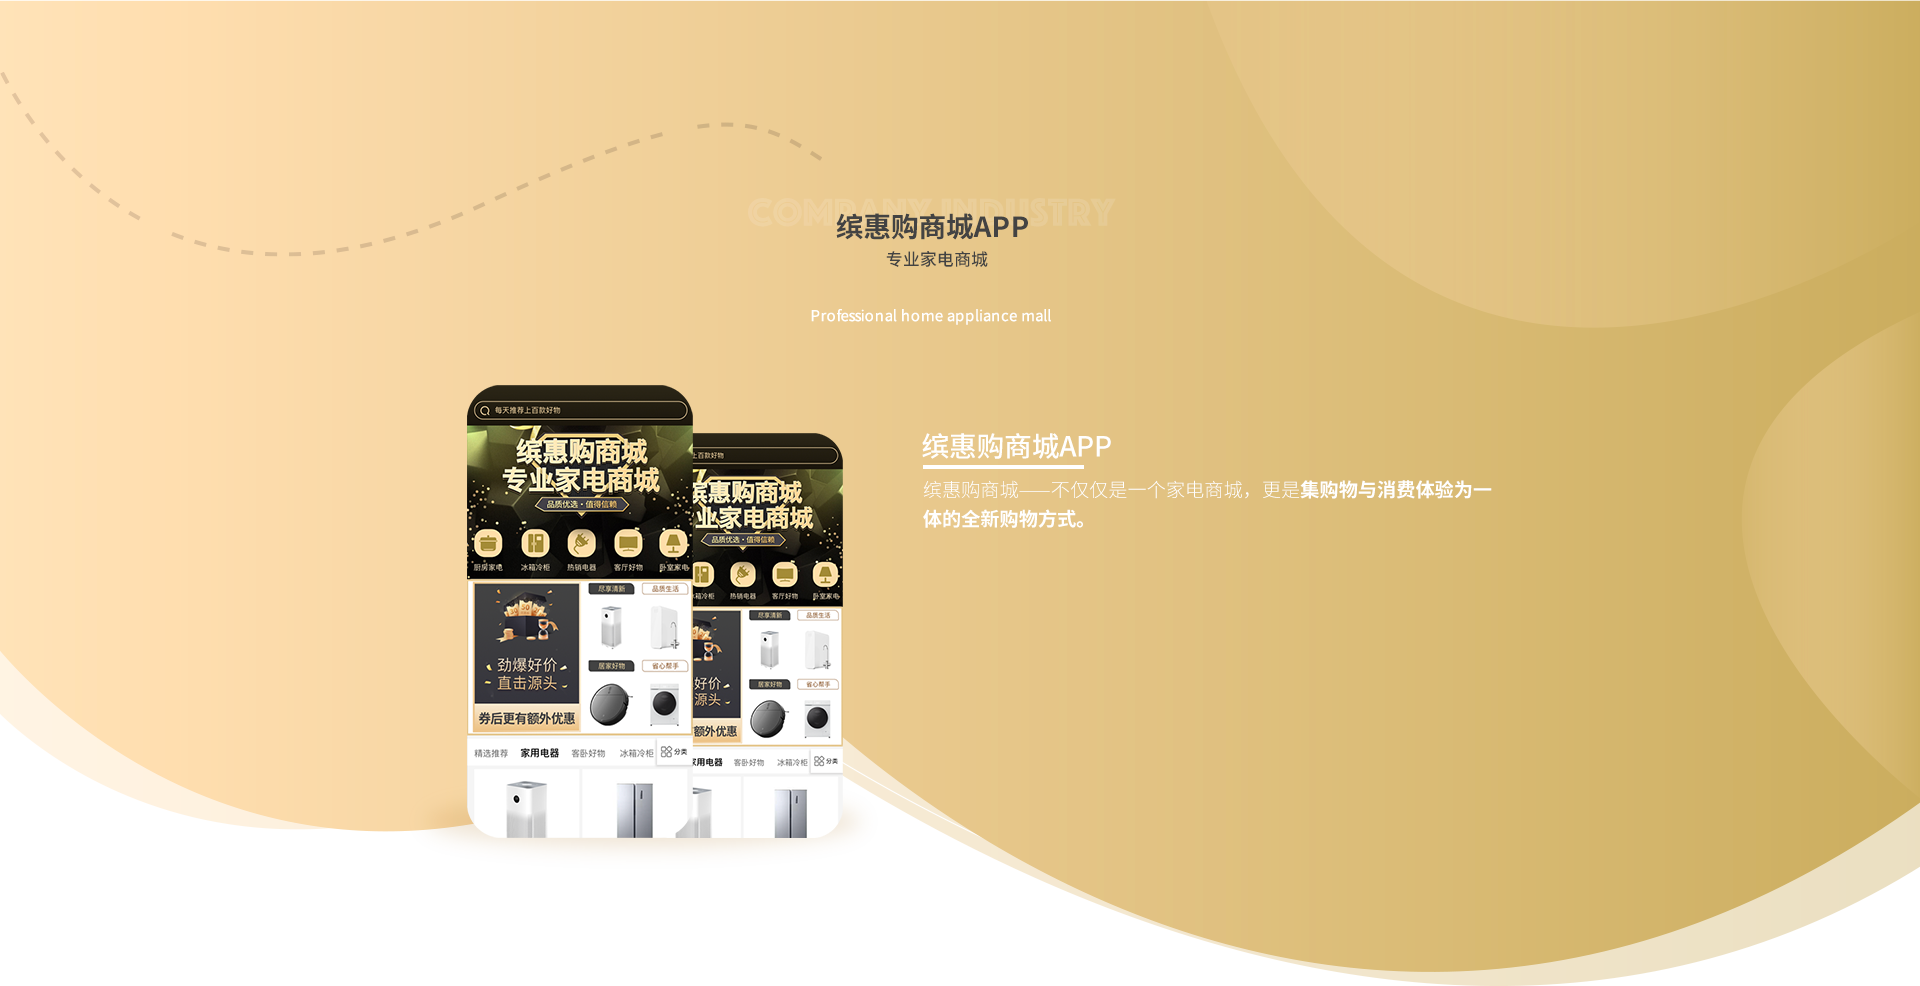 COMPANY INDUSTRY
缤惠购商城APP
专业家电商城
Professional home appliance mall
每天推荐上百款好物
缤惠购商城
专业家电商城
品质优选·值得信赖
厨房家电 冰箱冷柜 热销电器 客厅好物 卧室家电
尽享清新 品质生活
劲爆好价
直击源头
居家好物 省心帮手
券后更有额外优惠
精选推荐 家用电器 客卧好物 冰箱冷柜 分类
上百款好物
惠购商城
业家电商城
品质优选·值得信赖
箱冷柜 热销电器 客厅好物 卧室家电
尽享清新 品质生活
好价
源头
居家好物 省心帮手
额外优惠
家用电器 客卧好物 冰箱冷柜 分类
缤惠购商城APP
缤惠购商城——不仅仅是一个家电商城，更是集购物与消费体验为一
体的全新购物方式。